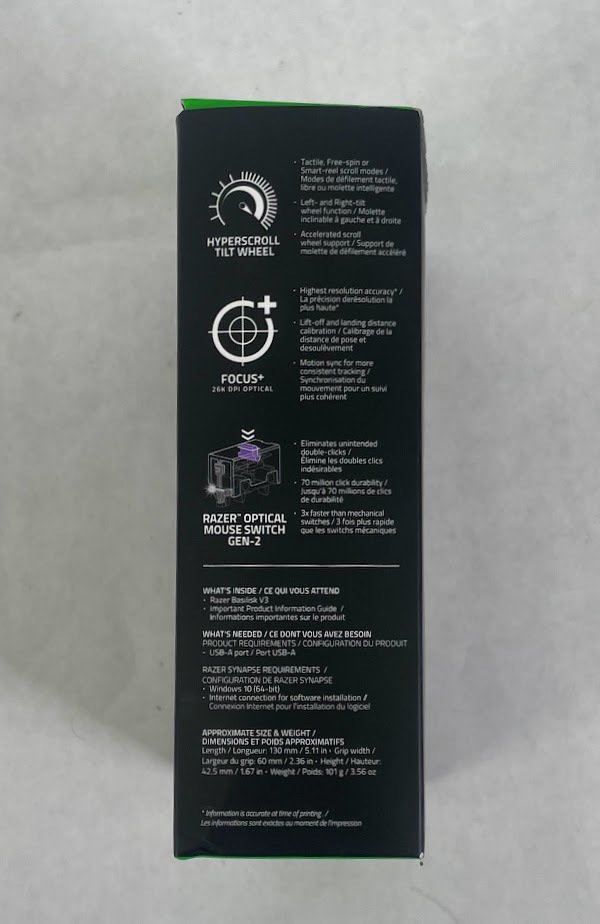 HYPERSCROLL
TILT WHEEL
· Tactile, Free-spin or
Smart-reel scroll modes /
Modes de défilement tactile,
libre ou molette intelligente
· Left- and Right-tilt
wheel function / Molette
inclinable à gauche et à droite
· Accelerated scroll
wheel support / Support de
molette de défilement accéléré
FOCUS+
26K DPI OPTICAL
· Highest resolution accuracy* /
La précision derésolution la
plus haute*
· Lift-off and landing distance
calibration / Calibrage de la
distance de pose et
desoulèvement
· Motion sync for more
consistent tracking /
Synchronisation du
mouvement pour un suivi
plus cohérent
RAZER™ OPTICAL
MOUSE SWITCH
GEN-2
· Eliminates unintended
double-clicks /
Élimine les doubles clics
indésirables
· 70 million click durability /
Jusqu'à 70 millions de clics
de durabilité
· 3x faster than mechanical
switches / 3 fois plus rapide
que les switchs mécaniques
WHAT'S INSIDE / CE QUI VOUS ATTEND
· Razer Basilisk V3
· Important Product Information Guide /
Informations importantes sur le produit
WHAT'S NEEDED / CE DONT VOUS AVEZ BESOIN
PRODUCT REQUIREMENTS / CONFIGURATION DU PRODUIT
· USB-A port / Port USB-A
RAZER SYNAPSE REQUIREMENTS /
CONFIGURATION DE RAZER SYNAPSE
· Windows 10 (64-bit)
· Internet connection for software installation //
Connexion Internet pour l'installation du logiciel
APPROXIMATE SIZE & WEIGHT /
DIMENSIONS ET POIDS APPROXIMATIFS
Length / Longueur: 130 mm / 5.11 in · Grip width /
Largeur du grip: 60 mm / 2.36 in · Height / Hauteur:
42.5 mm / 1.67 in · Weight / Poids: 101 g / 3.56 oz
* Information is accurate at time of printing. /
Les informations sont exactes au moment de l'impression